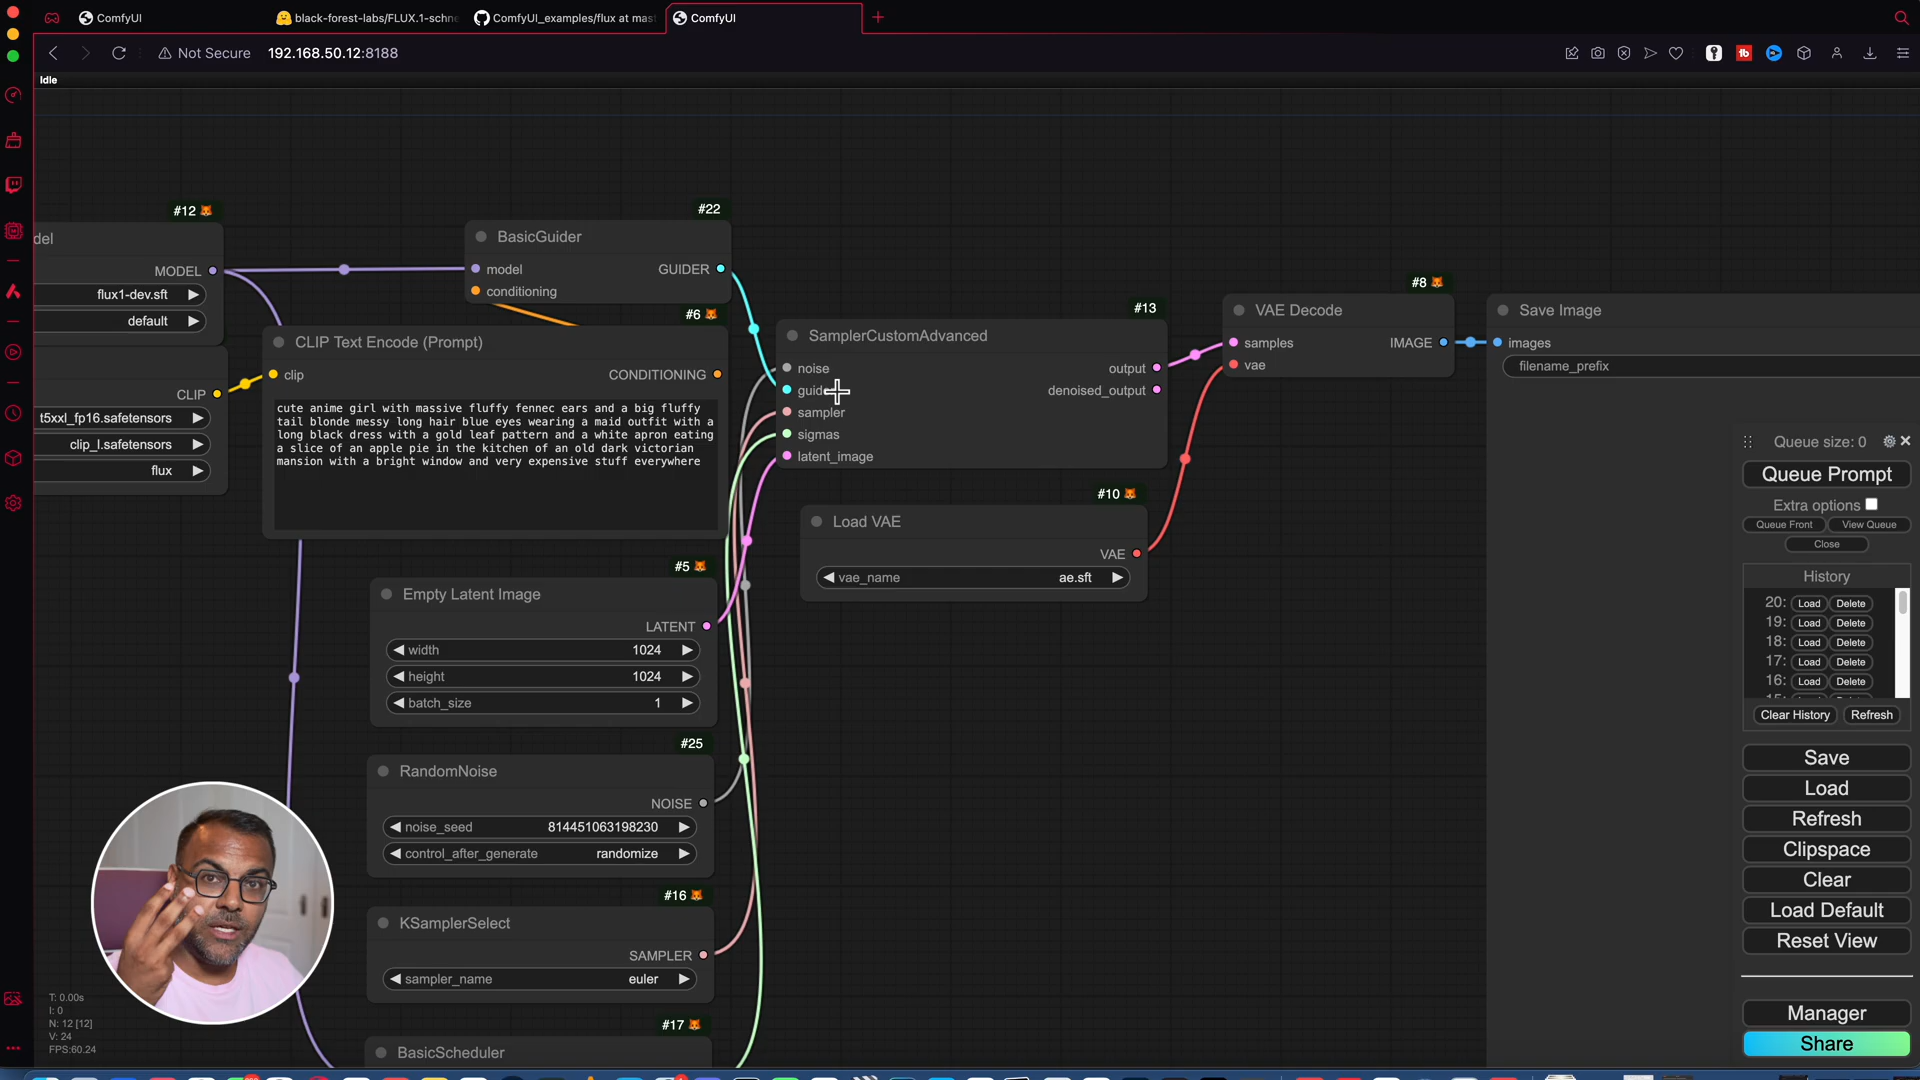 ComfyUI
black-forest-labs/FLUX.1-schne
ComfyUI_examples/flux at mast
ComfyUI
Not Secure
192.168.50.12:8188
Idle
#12
del
MODEL
flux1-dev.sft
default
CLIP
t5xxl_fp16.safetensors
clip_l.safetensors
flux
#22
BasicGuider
model
GUIDER
conditioning
#6
CLIP Text Encode (Prompt)
clip
CONDITIONING
cute anime girl with massive fluffy fennec ears and a big fluffy
tail blonde messy long hair blue eyes wearing a maid outfit with a
long black dress with a gold leaf pattern and a white apron eating
a slice of an apple pie in the kitchen of an old dark victorian
mansion with a bright window and very expensive stuff everywhere
#5
Empty Latent Image
LATENT
width 1024
height 1024
batch_size 1
#25
RandomNoise
NOISE
noise_seed 814451063198230
control_after_generate randomize
#16
KSamplerSelect
SAMPLER
sampler_name euler
#17
BasicScheduler
#13
SamplerCustomAdvanced
noise output
guide denoised_output
sampler
sigmas
latent_image
#10
Load VAE
VAE
vae_name ae.sft
#8
VAE Decode
samples IMAGE
vae
Save Image
images
filename_prefix
Queue size: 0
Queue Prompt
Extra options
Queue Front View Queue
Close
History
20: Load Delete
19: Load Delete
18: Load Delete
17: Load Delete
16: Load Delete
15: Load Delete
Clear History Refresh
Save
Load
Refresh
Clipspace
Clear
Load Default
Reset View
Manager
Share
T: 0.00s
I: 0
N: 12 [12]
V: 24
FPS:60.24